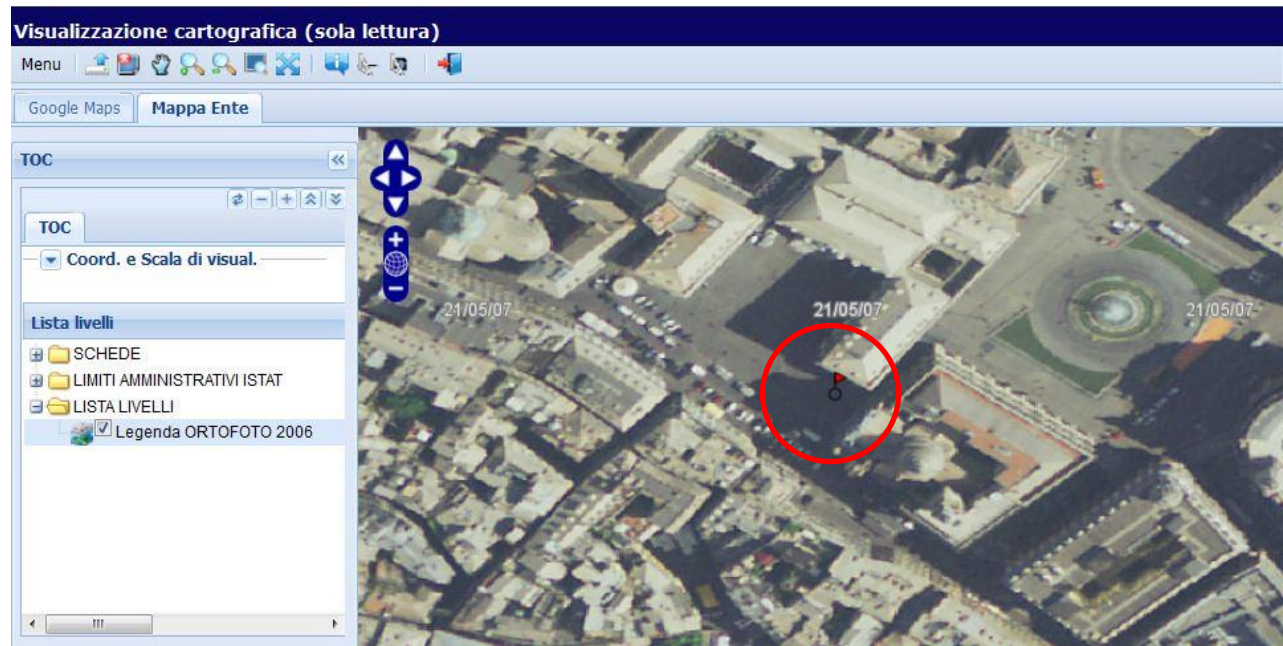 Visualizzazione cartografica (sola lettura)
Menu
Google Maps
Mappa Ente
TOC
TOC
Coord. e Scala di visual.
Lista livelli
SCHEDE
LIMITI AMMINISTRATIVI ISTAT
LISTA LIVELLI
Legenda ORTOFOTO 2006
21/05/07
21/05/07
21/05/07